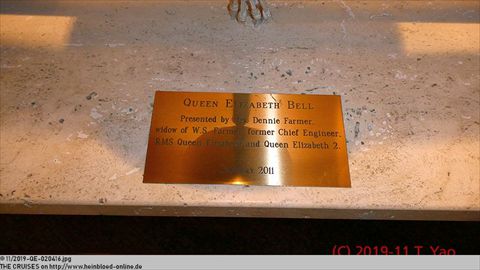 QUEEN ELIZABETH BELL
Presented by Mrs Dennie Farmer,
widow of W.S. Farmer, former Chief Engineer,
RMS Queen Elizabeth and Queen Elizabeth 2.
2011
(C) 2019-11 T. Yao
© 11/2019-QE-020416.jpg
THE CRUISES on http://www.heinbloed-online.de